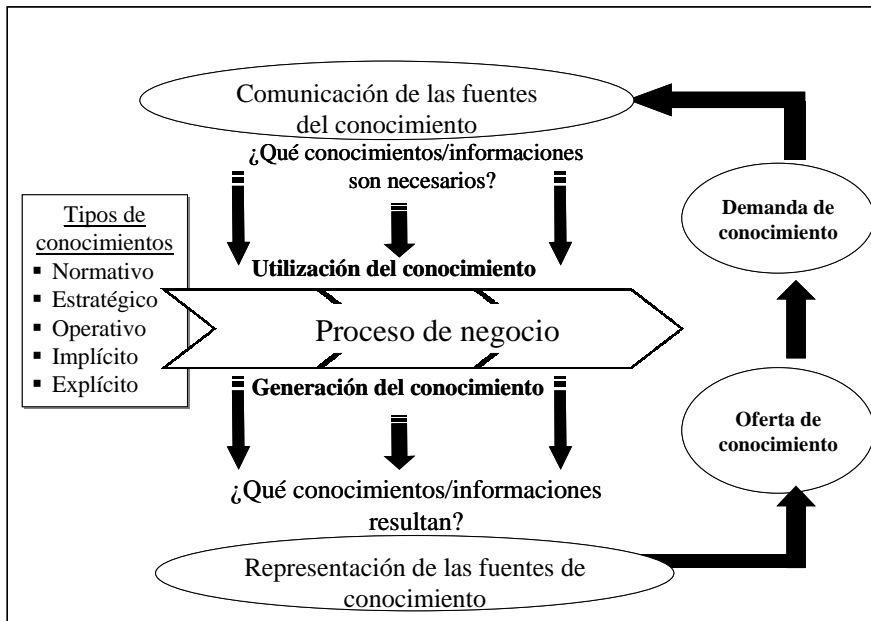 Comunicación de las fuentes
del conocimiento
¿Qué conocimientos/informaciones
son necesarios?
Tipos de
conocimientos
▪ Normativo
▪ Estratégico
▪ Operativo
▪ Implícito
▪ Explícito
Utilización del conocimiento
Proceso de negocio
Generación del conocimiento
¿Qué conocimientos/informaciones
resultan?
Representación de las fuentes de
conocimiento
Demanda de
conocimiento
Oferta de
conocimiento